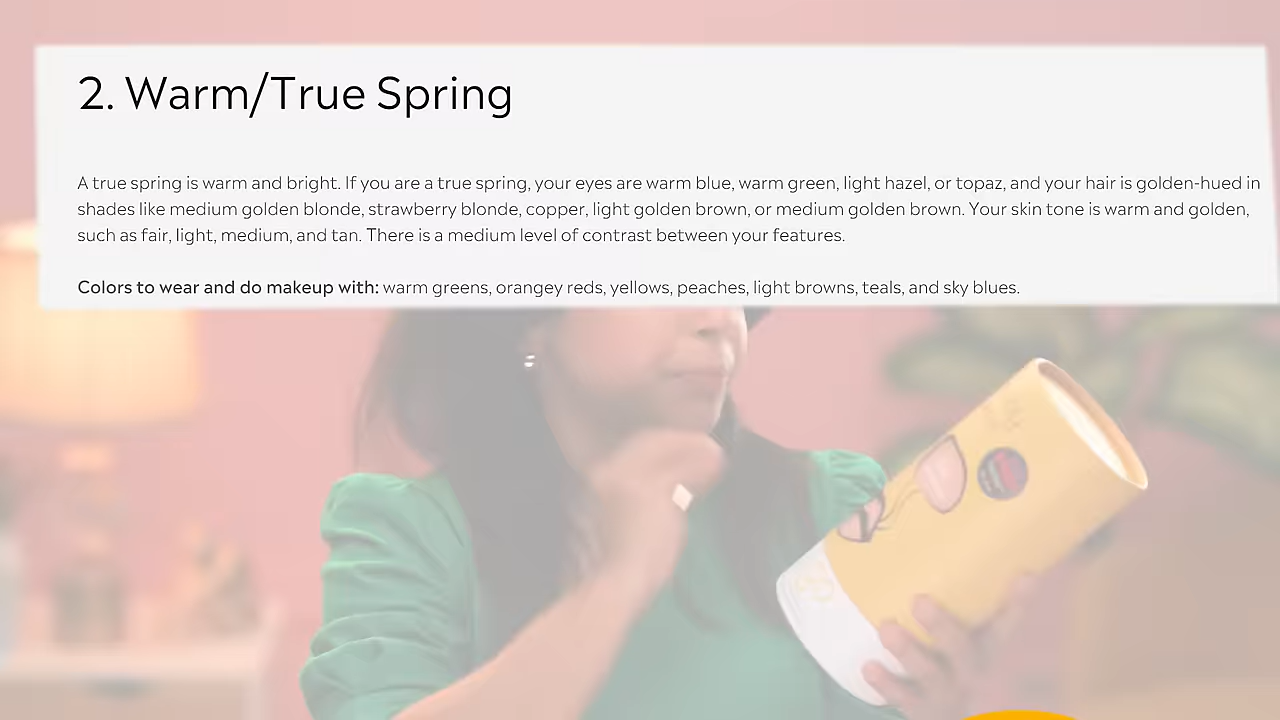 2. Warm/True Spring
A true spring is warm and bright. If you are a true spring, your eyes are warm blue, warm green, light hazel, or topaz, and your hair is golden-hued in
shades like medium golden blonde, strawberry blonde, copper, light golden brown, or medium golden brown. Your skin tone is warm and golden,
such as fair, light, medium, and tan. There is a medium level of contrast between your features.
Colors to wear and do makeup with: warm greens, orangey reds, yellows, peaches, light browns, teals, and sky blues.